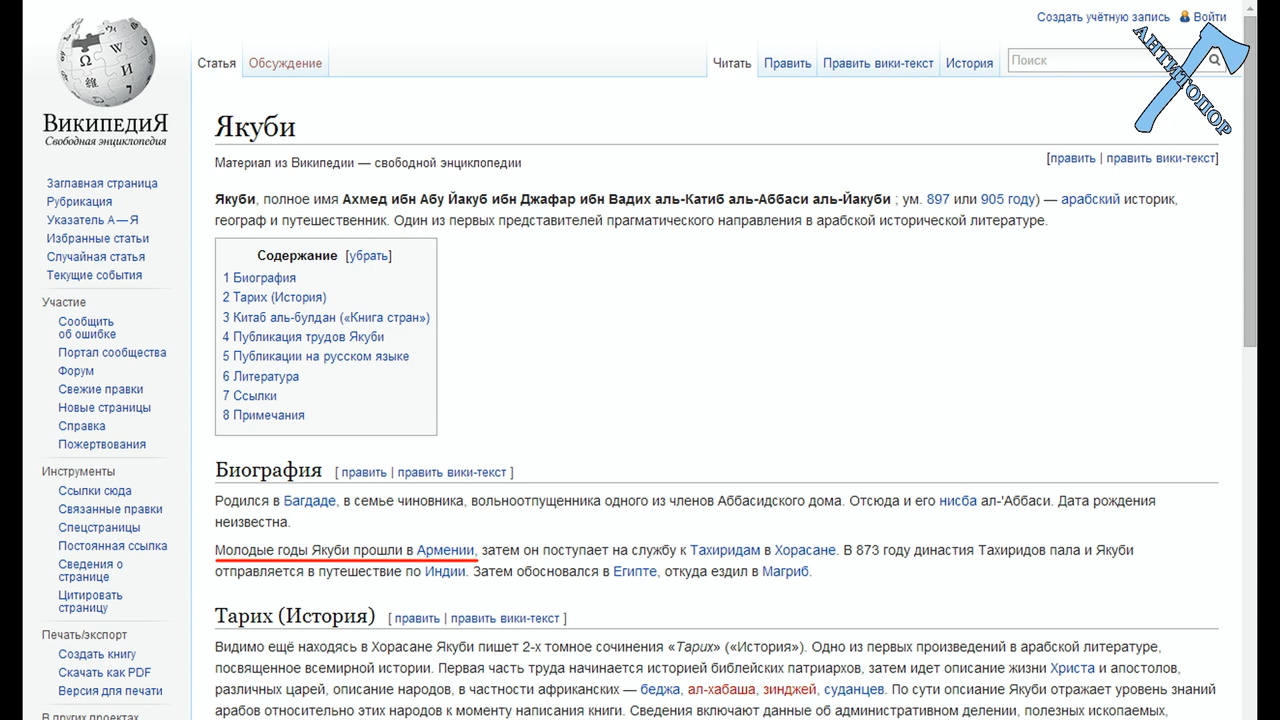 Создать учётную запись Войти
Статья Обсуждение Читать Править Править вики-текст История Поиск
АНТИТОПОР
ВИКИПЕДИЯ
Свободная энциклопедия
Якуби
Материал из Википедии — свободной энциклопедии
[править | править вики-текст]
Заглавная страница
Рубрикация
Указатель А — Я
Избранные статьи
Случайная статья
Текущие события
Участие
Сообщить
об ошибке
Портал сообщества
Форум
Свежие правки
Новые страницы
Справка
Пожертвования
Инструменты
Ссылки сюда
Связанные правки
Спецстраницы
Постоянная ссылка
Сведения о
странице
Цитировать
страницу
Печать/экспорт
Создать книгу
Скачать как PDF
Версия для печати
В других проектах
Якуби, полное имя Ахмед ибн Абу Йакуб ибн Джафар ибн Вадих аль-Катиб аль-Аббаси аль-Йакуби ; ум. 897 или 905 году) — арабский историк,
географ и путешественник. Один из первых представителей прагматического направления в арабской исторической литературе.
Содержание [убрать]
1 Биография
2 Тарих (История)
3 Китаб аль-булдан («Книга стран»)
4 Публикация трудов Якуби
5 Публикации на русском языке
6 Литература
7 Ссылки
8 Примечания
Биография [ править | править вики-текст ]
Родился в Багдаде, в семье чиновника, вольноотпущенника одного из членов Аббасидского дома. Отсюда и его нисба ал-'Аббаси. Дата рождения
неизвестна.
Молодые годы Якуби прошли в Армении, затем он поступает на службу к Тахиридам в Хорасане. В 873 году династия Тахиридов пала и Якуби
отправляется в путешествие по Индии. Затем обосновался в Египте, откуда ездил в Магриб.
Тарих (История) [ править | править вики-текст ]
Видимо ещё находясь в Хорасане Якуби пишет 2-х томное сочинения «Тарих» («История»). Одно из первых произведений в арабской литературе,
посвященное всемирной истории. Первая часть труда начинается историей библейских патриархов, затем идет описание жизни Христа и апостолов,
различных царей, описание народов, в частности африканских — беджа, ал-хабаша, зинджей, суданцев. По сути опсиание Якуби отражает уровень знаний
арабов относительно этих народов к моменту написания книги. Сведения включают данные об административном делении, полезных ископаемых,